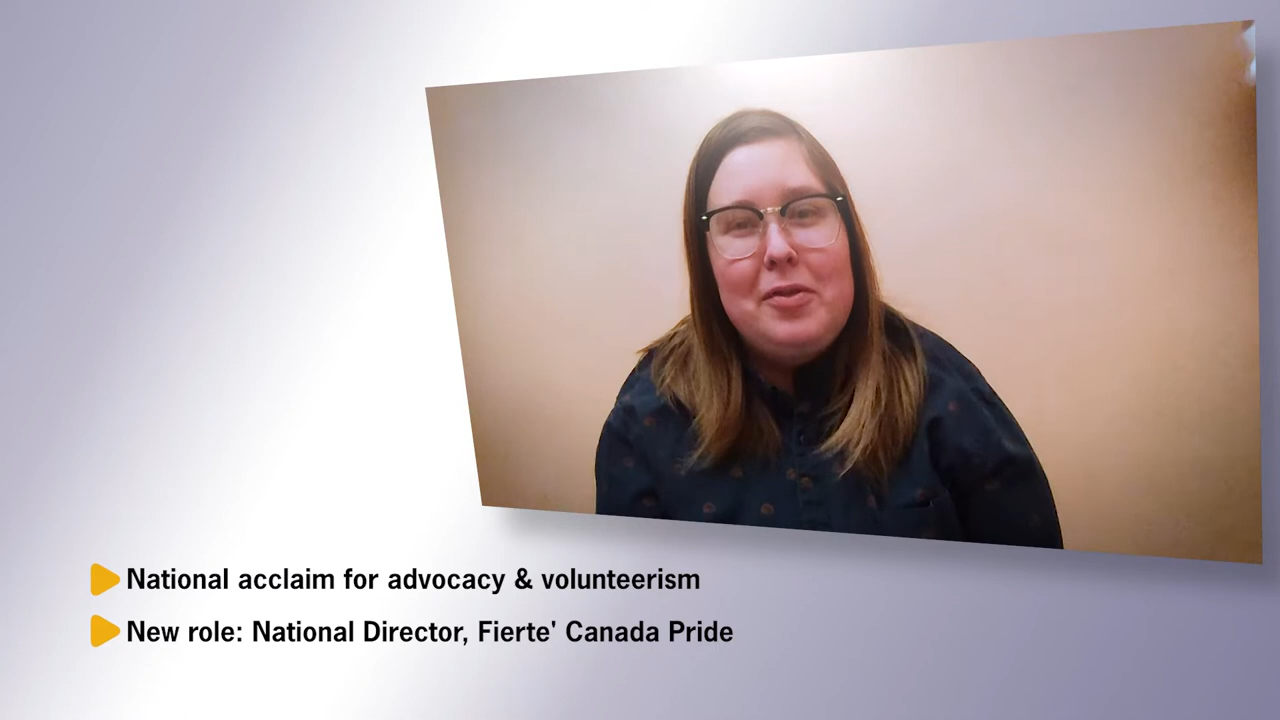 National acclaim for advocacy & volunteerism
New role: National Director, Fierte' Canada Pride